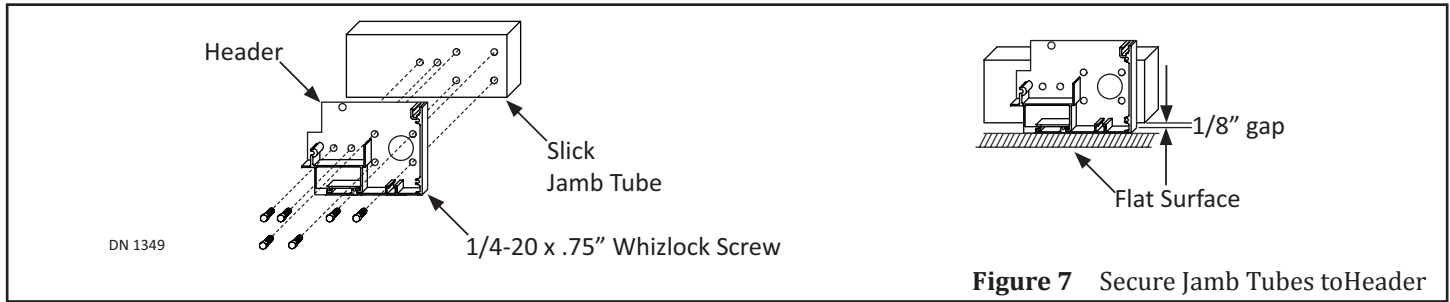 Header
Slick
Jamb Tube
1/4-20 x .75” Whizlock Screw
DN 1349
1/8” gap
Flat Surface
Figure 7 Secure Jamb Tubes toHeader